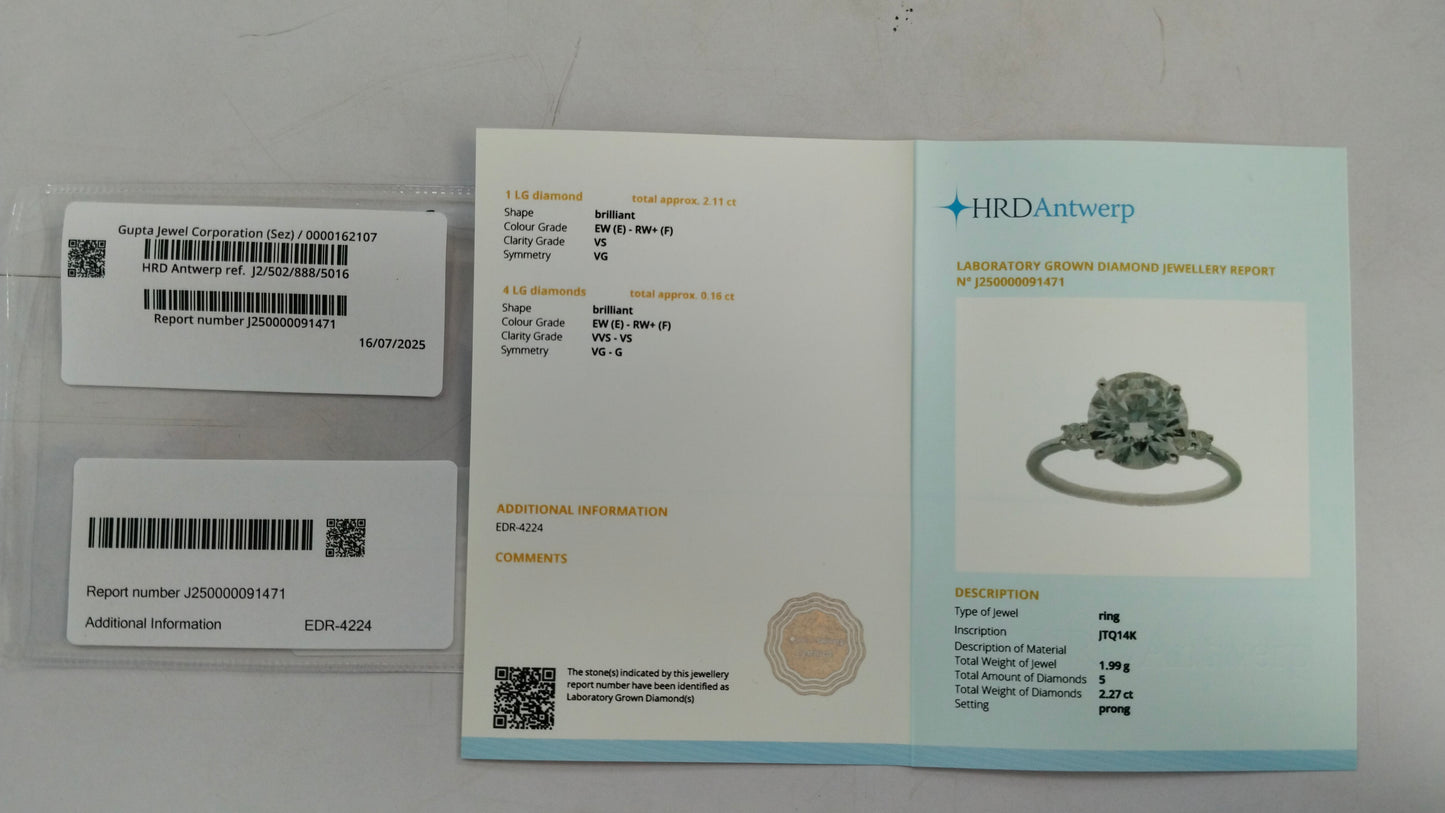 Gupta Jewel Corporation (Sez) / 0000162107
HRD Antwerp ref. J2/502/888/5016
Report number J250000091471
16/07/2025
Report number J250000091471
Additional Information EDR-4224
1 LG diamond total approx. 2.11 ct
Shape brilliant
Colour Grade EW (E) - RW+ (F)
Clarity Grade VS
Symmetry VG
4 LG diamonds total approx. 0.16 ct
Shape brilliant
Colour Grade EW (E) - RW+ (F)
Clarity Grade VVS - VS
Symmetry VG - G
ADDITIONAL INFORMATION
EDR-4224
COMMENTS
The stone(s) indicated by this jewellery
report number have been identified as
Laboratory Grown Diamond(s)
HRDAntwerp
LABORATORY GROWN DIAMOND JEWELLERY REPORT
N° J250000091471
DESCRIPTION
Type of Jewel ring
Inscription JTQ14K
Description of Material
Total Weight of Jewel 1.99 g
Total Amount of Diamonds 5
Total Weight of Diamonds 2.27 ct
Setting prong